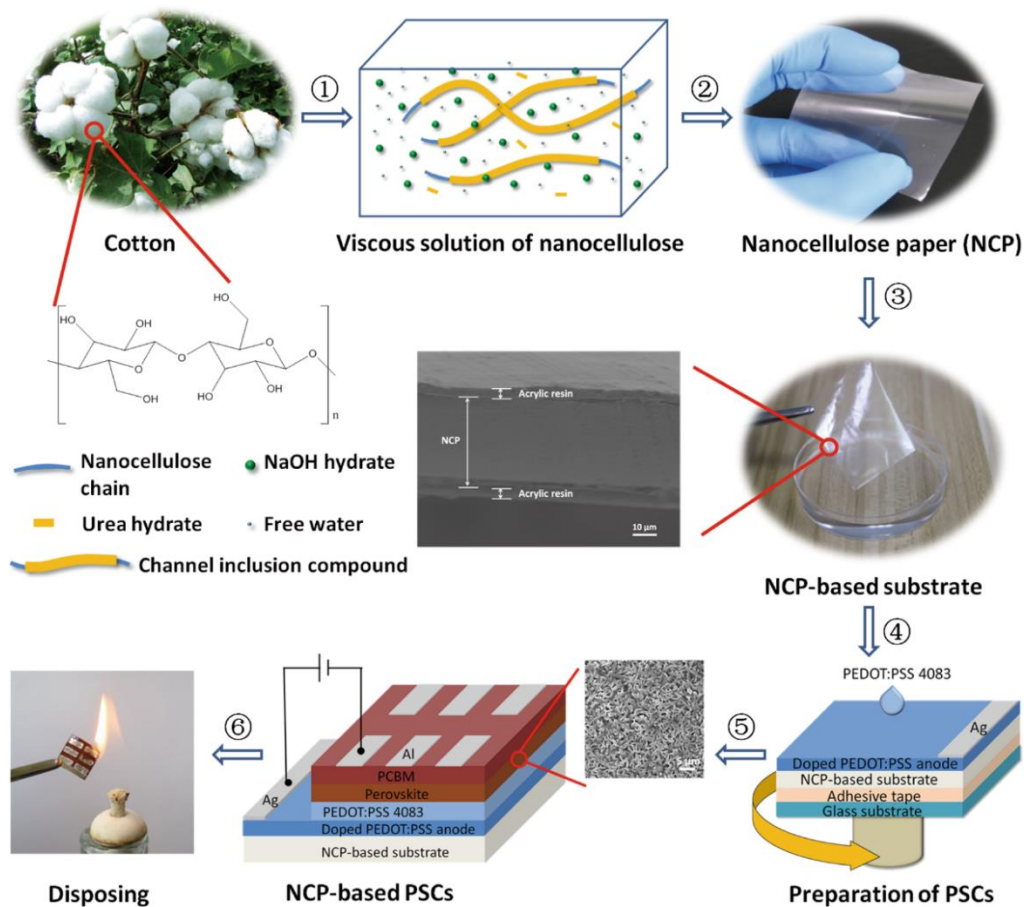 ①
②
Cotton
Viscous solution of nanocellulose
Nanocellulose paper (NCP)
③
HO
HO
OH
O
O
OH
O
HO
O
HO
OH
O
n
Nanocellulose
chain
NaOH hydrate
Urea hydrate
Free water
Channel inclusion compound
Acrylic resin
NCP
Acrylic resin
10 μm
NCP-based substrate
④
PEDOT:PSS 4083
Ag
Doped PEDOT:PSS anode
NCP-based substrate
Adhesive tape
Glass substrate
Preparation of PSCs
⑤
5 μm
Al
Ag
PCBM
Perovskite
PEDOT:PSS 4083
Doped PEDOT:PSS anode
NCP-based substrate
NCP-based PSCs
⑥
Disposing